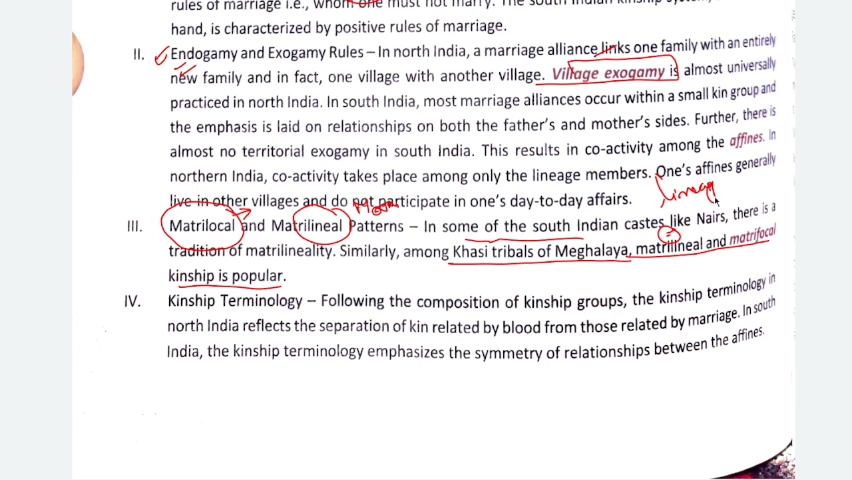 rules of marriage i.e., whom one must not marry. The south Indian kinship system,
hand, is characterized by positive rules of marriage.
II. Endogamy and Exogamy Rules – In north India, a marriage alliance links one family with an entirely
new family and in fact, one village with another village. Village exogamy is almost universally
practiced in north India. In south India, most marriage alliances occur within a small kin group and
the emphasis is laid on relationships on both the father's and mother's sides. Further, there is
almost no territorial exogamy in south India. This results in co-activity among the affines. In
northern India, co-activity takes place among only the lineage members. One's affines generally
live in other villages and do not participate in one's day-to-day affairs.
lineag
III. Matrilocal and Matrilineal Patterns – In some of the south Indian castes like Nairs, there is a
tradition of matrilineality. Similarly, among Khasi tribals of Meghalaya, matrilineal and matrifocal
kinship is popular.
IV. Kinship Terminology – Following the composition of kinship groups, the kinship terminology in
north India reflects the separation of kin related by blood from those related by marriage. In south
India, the kinship terminology emphasizes the symmetry of relationships between the affines.